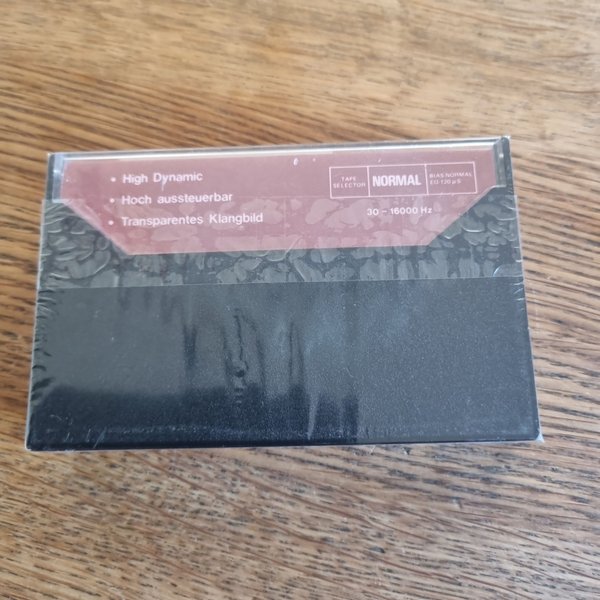 • High Dynamic
• Hoch aussteuerbar
• Transparentes Klangbild
TAPE SELECTOR
NORMAL
BIAS NORMAL
EQ 120 µS
30 – 16000 Hz